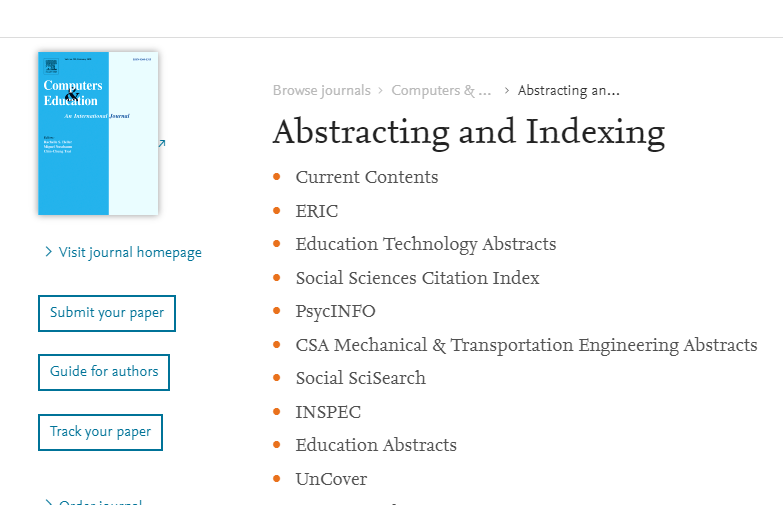 Computers
&
Education
An International Journal
Browse journals > Computers & ... > Abstracting an...
Abstracting and Indexing
Current Contents
ERIC
Education Technology Abstracts
Social Sciences Citation Index
PsycINFO
CSA Mechanical & Transportation Engineering Abstracts
Social SciSearch
INSPEC
Education Abstracts
UnCover
Visit journal homepage
Submit your paper
Guide for authors
Track your paper
Order journal